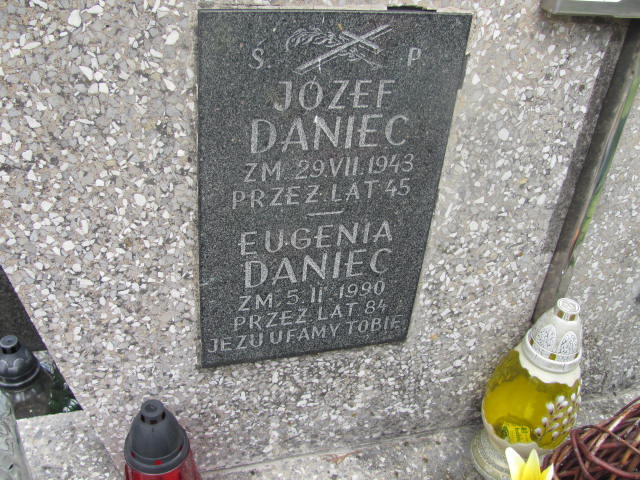 Ś. P
JÓZEF
DANIEC
ZM. 29.VII.1943
PRZEŻ. LAT 45
EUGENIA
DANIEC
ZM. 5. II. 1990
PRZEŻ. LAT 84
JEZU UFAMY TOBIE